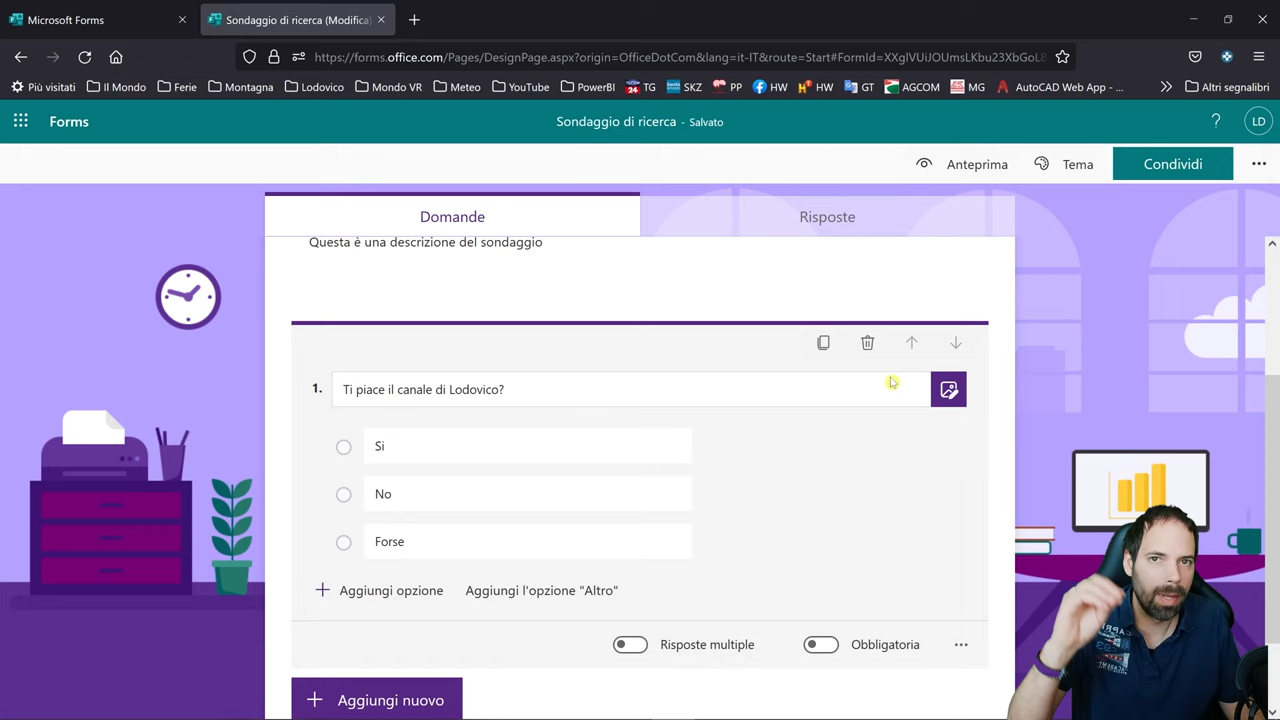 Microsoft Forms
Sondaggio di ricerca (Modifica)
https://forms.office.com/Pages/DesignPage.aspx?origin=OfficeDotCom&lang=it-IT&route=Start#FormId=XXglVUiJOUmsLKbu23XbGoL8
Più visitati Il Mondo Ferie Montagna Lodovico Mondo VR Meteo YouTube PowerBI TG SKZ PP HW HW GT AGCOM MG AutoCAD Web App - ... Altri segnalibri
Forms
Sondaggio di ricerca - Salvato
? LD
Anteprima Tema Condividi
Domande Risposte
Questa è una descrizione del sondaggio
1. Ti piace il canale di Lodovico?
Si
No
Forse
Aggiungi opzione Aggiungi l'opzione "Altro"
Risposte multiple Obbligatoria
Aggiungi nuovo